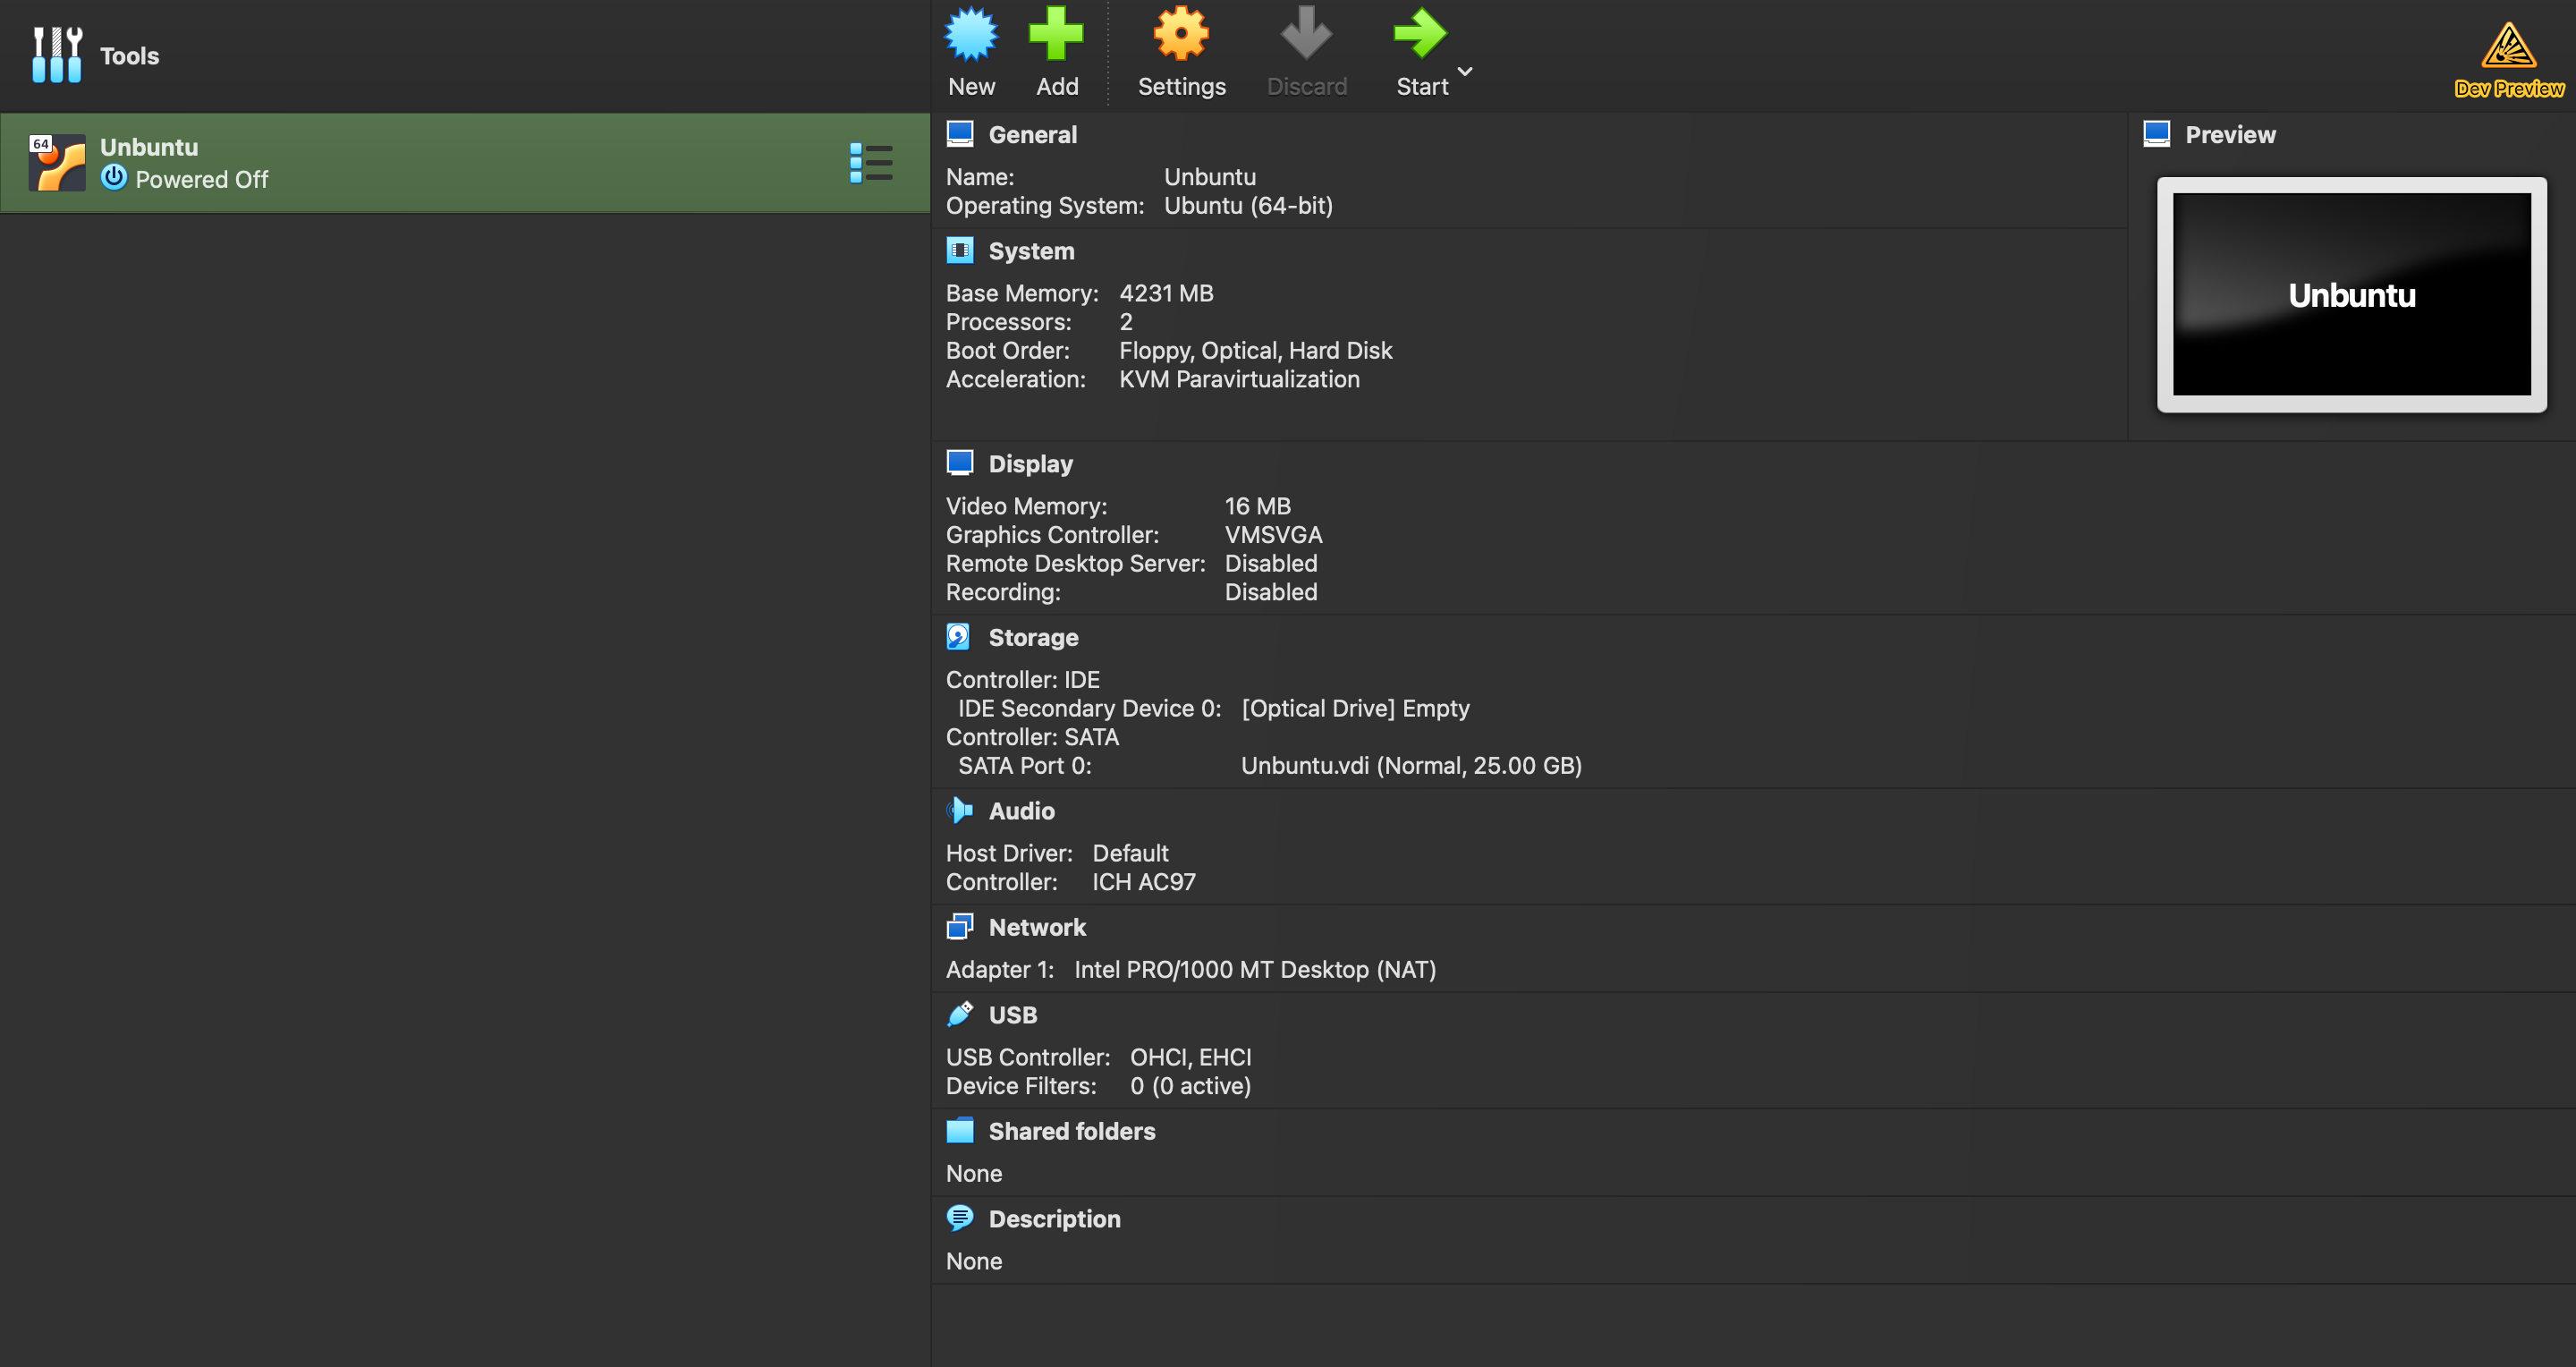 Tools
New Add Settings Discard Start
Dev Preview
64
Unbuntu
Powered Off
General
Name: Unbuntu
Operating System: Ubuntu (64-bit)
Preview
Unbuntu
System
Base Memory: 4231 MB
Processors: 2
Boot Order: Floppy, Optical, Hard Disk
Acceleration: KVM Paravirtualization
Display
Video Memory: 16 MB
Graphics Controller: VMSVGA
Remote Desktop Server: Disabled
Recording: Disabled
Storage
Controller: IDE
IDE Secondary Device 0: [Optical Drive] Empty
Controller: SATA
SATA Port 0: Unbuntu.vdi (Normal, 25.00 GB)
Audio
Host Driver: Default
Controller: ICH AC97
Network
Adapter 1: Intel PRO/1000 MT Desktop (NAT)
USB
USB Controller: OHCI, EHCI
Device Filters: 0 (0 active)
Shared folders
None
Description
None